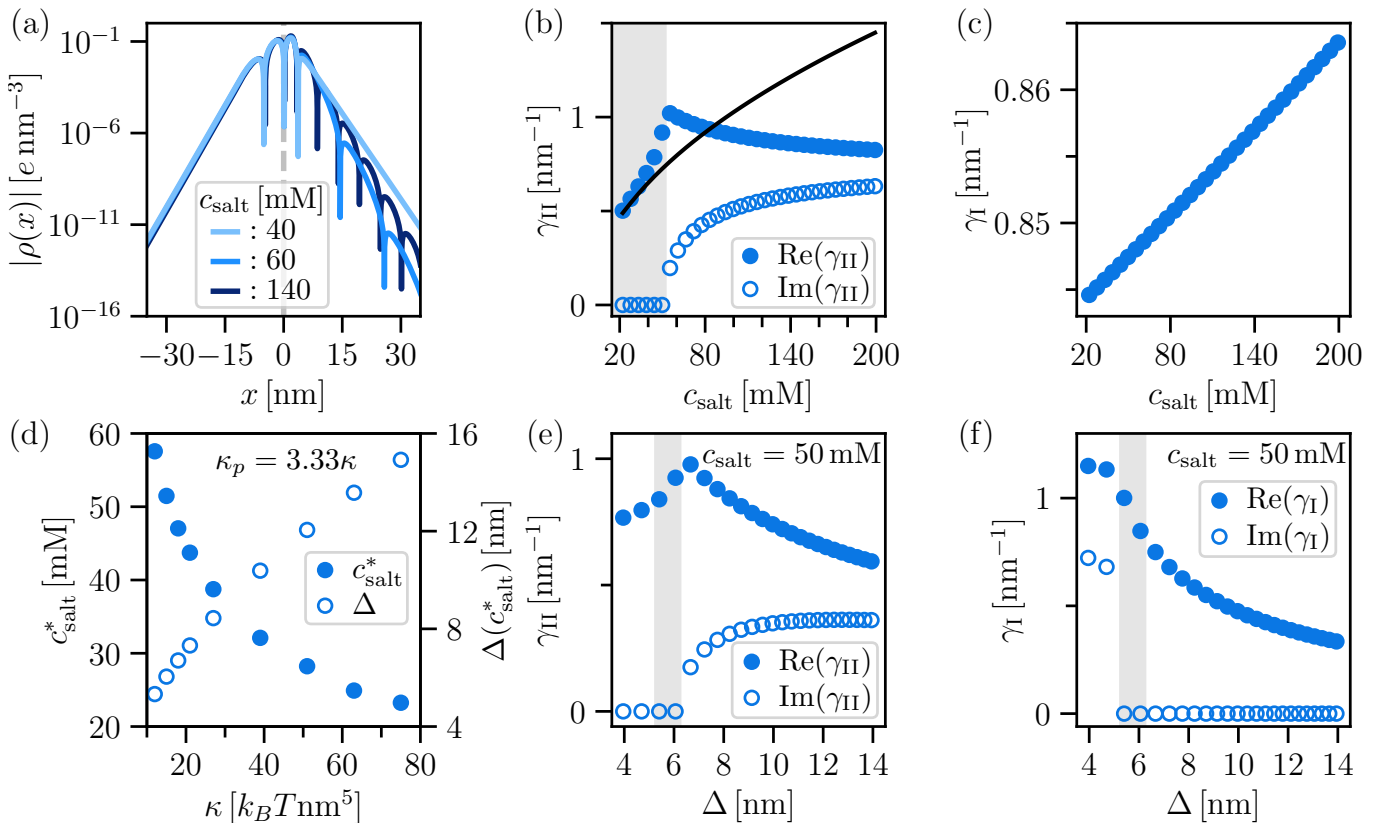 (a)
|ρ(x)| [e nm⁻³]
10⁻¹
10⁻⁶
10⁻¹¹
10⁻¹⁶
c_salt [mM]
: 40
: 60
: 140
−30 −15 0 15 30
x [nm]
(b)
γ_II [nm⁻¹]
1
0
Re(γ_II)
Im(γ_II)
20 80 140 200
c_salt [mM]
(c)
γ_I [nm⁻¹]
0.86
0.85
20 80 140 200
c_salt [mM]
(d)
c*_salt [mM]
60
50
40
30
20
κ_p = 3.33κ
c*_salt
Δ
16
12
8
4
Δ(c*_salt) [nm]
20 40 60 80
κ [k_BT nm⁵]
(e)
γ_II [nm⁻¹]
1
0
c_salt = 50 mM
Re(γ_II)
Im(γ_II)
4 6 8 10 12 14
Δ [nm]
(f)
γ_I [nm⁻¹]
1
0
c_salt = 50 mM
Re(γ_I)
Im(γ_I)
4 6 8 10 12 14
Δ [nm]